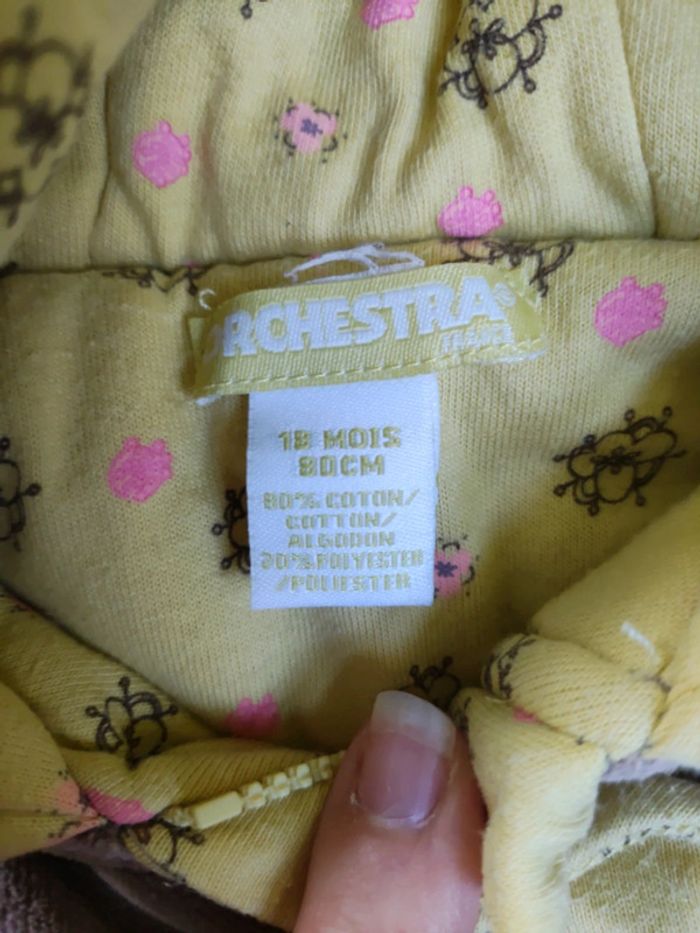 ORCHESTRA®
18 MOIS
80CM
80% COTON/
COTTON/
ALGODON
20%POLYESTER
/POLIESTER